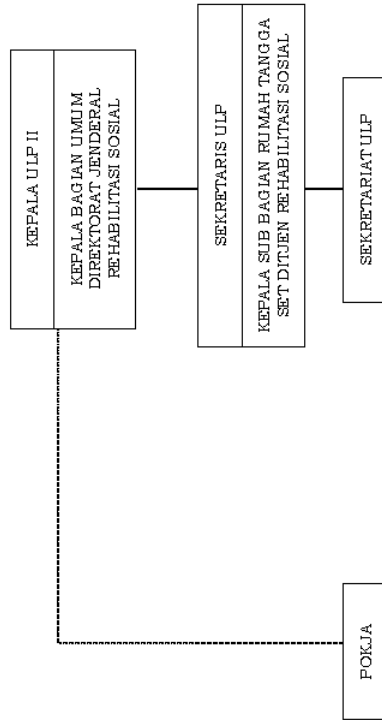 KEPALA ULP II
KEPALA BAGIAN UMUM
DIREKTORAT JENDERAL
REHABILITASI SOSIAL
SEKRETARIS ULP
KEPALA SUB BAGIAN RUMAH TANGGA
SET DITJEN REHABILITASI SOSIAL
SEKRETARIAT ULP
POKJA